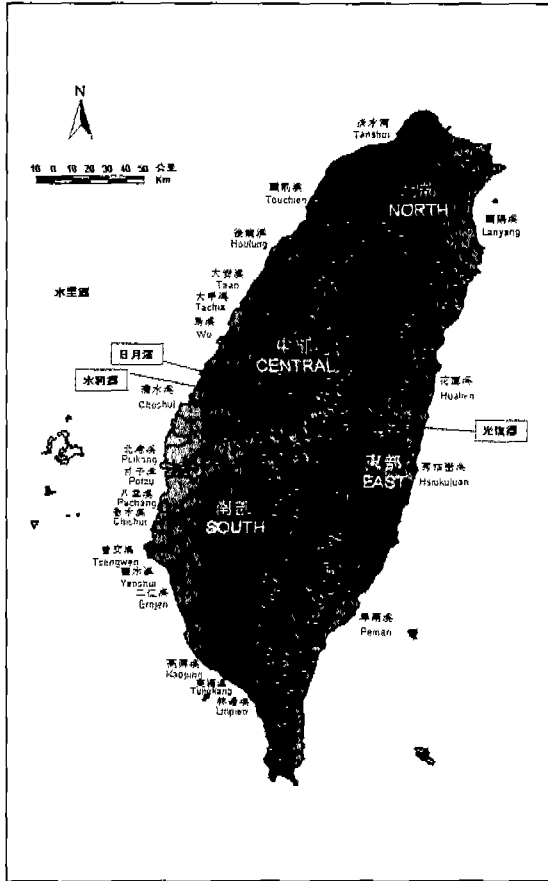 N
10 0 10 20 30 40 50 公里
Km
淡水河
Tanshui
頭前溪
Touchien
北部
NORTH
蘭陽溪
Lanyang
後龍溪
Houlung
大安溪
Taan
大甲溪
Tachia
烏溪
Wu
水里鄉
中部
CENTRAL
日月潭
水利鄉
濁水溪
Choshui
花蓮溪
Hualien
光復鄉
北港溪
Peikang
朴子溪
Potzu
八掌溪
Pachang
急水溪
Chishui
東部
EAST
秀姑巒溪
Hsiukuluan
南部
SOUTH
曾文溪
Tsengwen
鹽水溪
Yenshui
二仁溪
Erhjen
卑南溪
Peinan
高屏溪
Kaoping
東港溪
Tungkang
林邊溪
Linpien